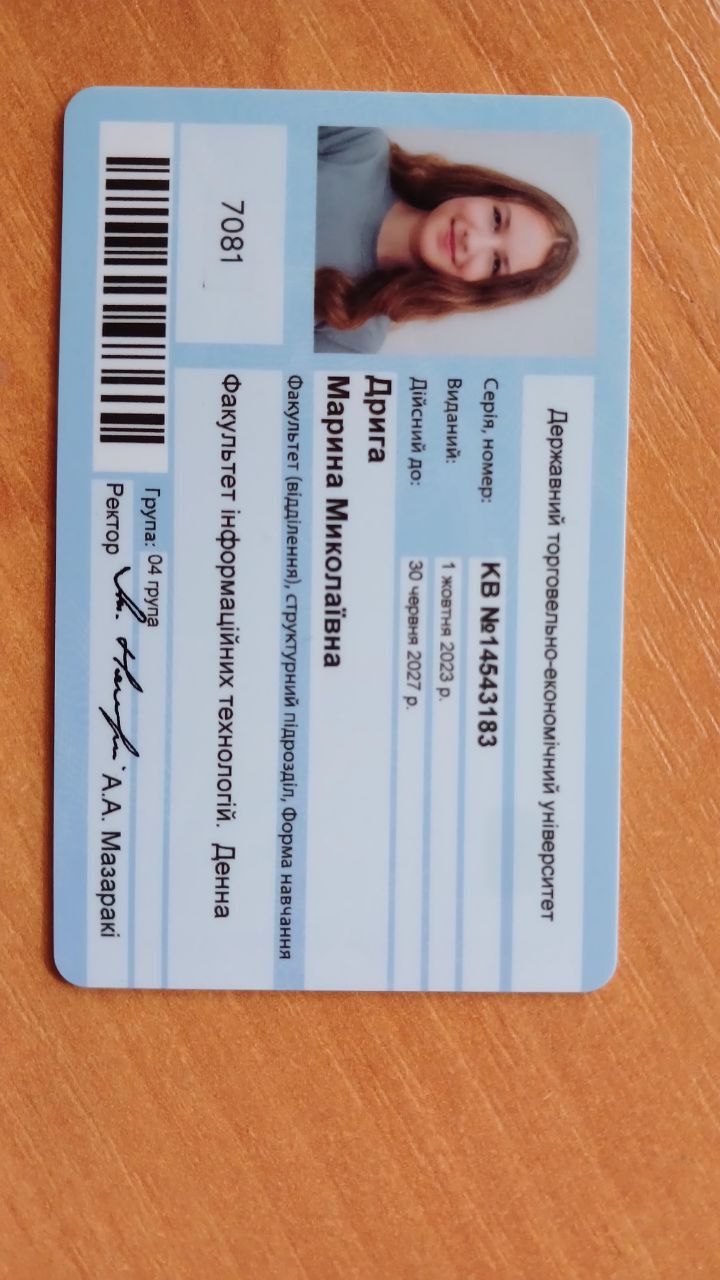 Державний торговельно-економічний університет
Серія, номер: КВ №14543183
Виданий: 1 жовтня 2023 р.
Дійсний до: 30 червня 2027 р.
Дрига
Марина Миколаївна
Факультет (відділення), структурний підрозділ, Форма навчання
Факультет інформаційних технологій. Денна
7081
Група: 04 група
Ректор А.А. Мазаракі